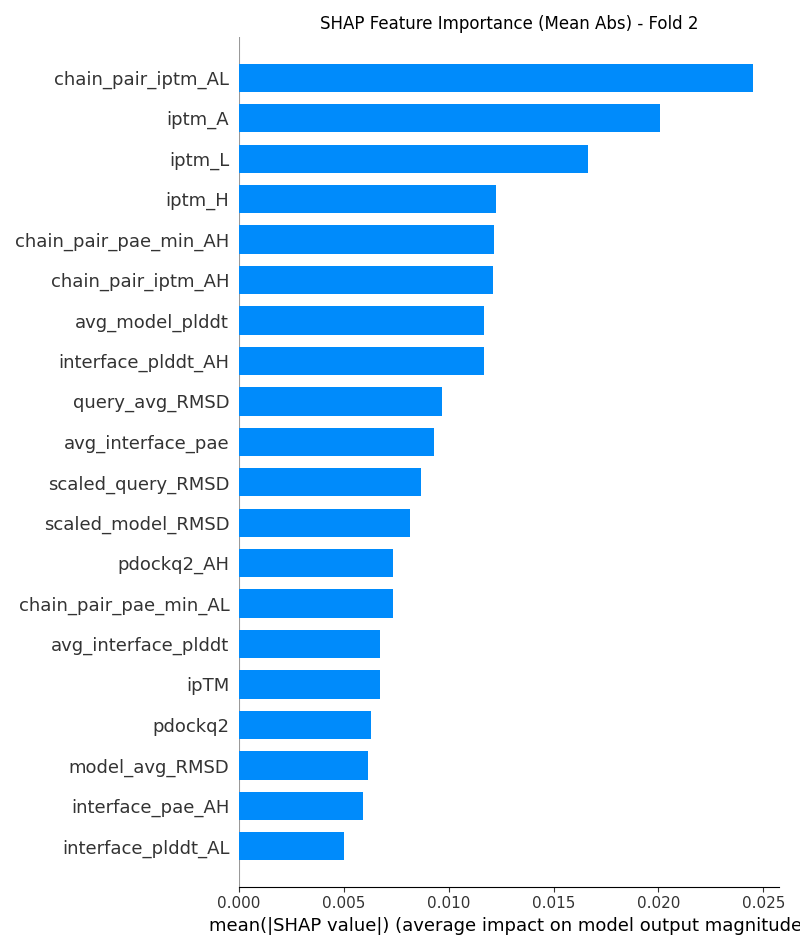 SHAP Feature Importance (Mean Abs) - Fold 2
chain_pair_iptm_AL
iptm_A
iptm_L
iptm_H
chain_pair_pae_min_AH
chain_pair_iptm_AH
avg_model_plddt
interface_plddt_AH
query_avg_RMSD
avg_interface_pae
scaled_query_RMSD
scaled_model_RMSD
pdockq2_AH
chain_pair_pae_min_AL
avg_interface_plddt
ipTM
pdockq2
model_avg_RMSD
interface_pae_AH
interface_plddt_AL
0.000 0.005 0.010 0.015 0.020 0.025
mean(|SHAP value|) (average impact on model output magnitude